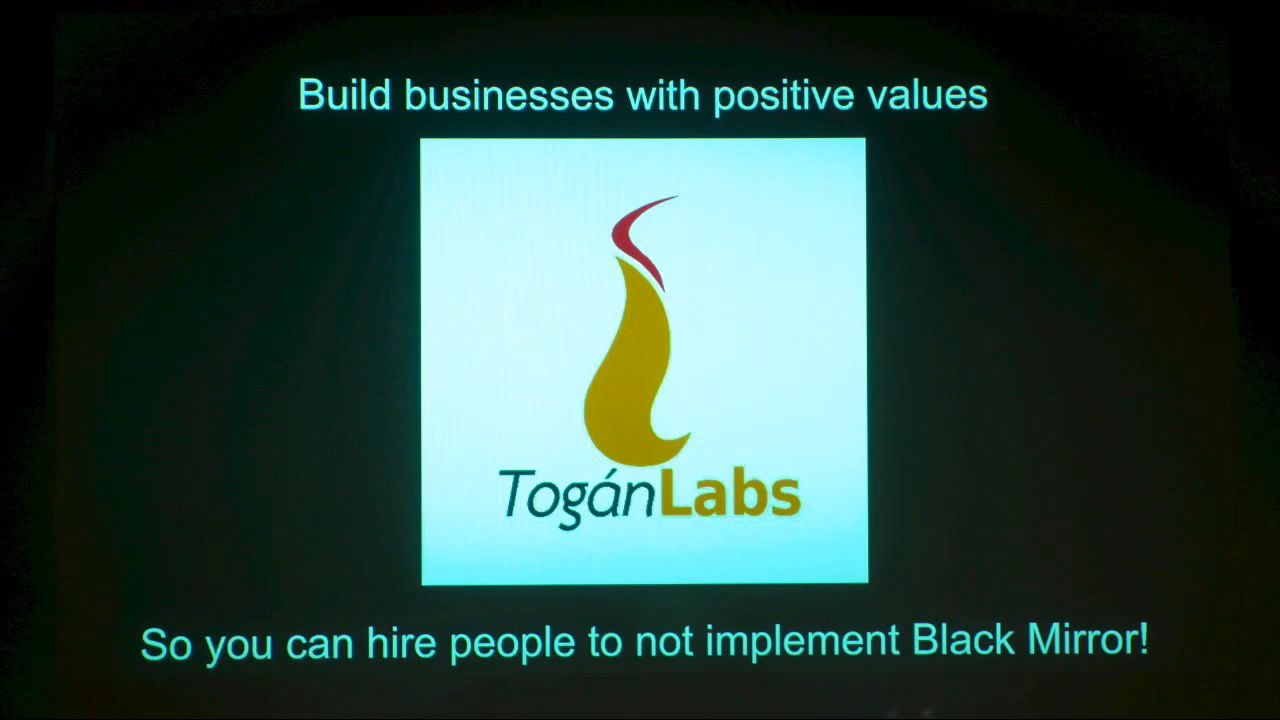 Build businesses with positive values
TogánLabs
So you can hire people to not implement Black Mirror!